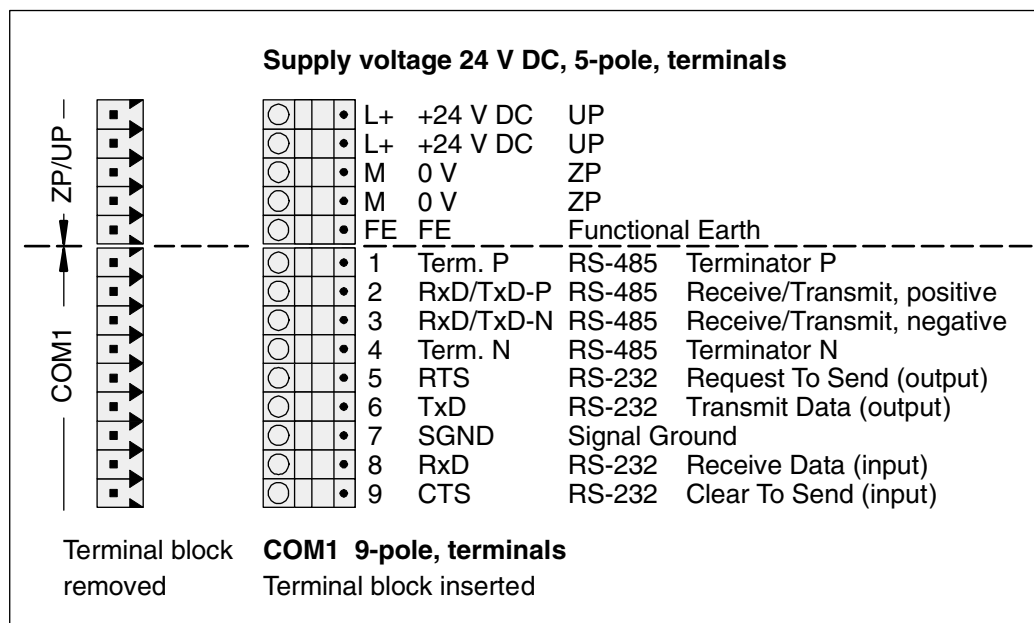 Supply voltage 24 V DC, 5-pole, terminals
ZP/UP
L+ +24 V DC UP
L+ +24 V DC UP
M 0 V ZP
M 0 V ZP
FE FE Functional Earth
COM1
1 Term. P RS-485 Terminator P
2 RxD/TxD-P RS-485 Receive/Transmit, positive
3 RxD/TxD-N RS-485 Receive/Transmit, negative
4 Term. N RS-485 Terminator N
5 RTS RS-232 Request To Send (output)
6 TxD RS-232 Transmit Data (output)
7 SGND Signal Ground
8 RxD RS-232 Receive Data (input)
9 CTS RS-232 Clear To Send (input)
Terminal block COM1 9-pole, terminals
removed Terminal block inserted